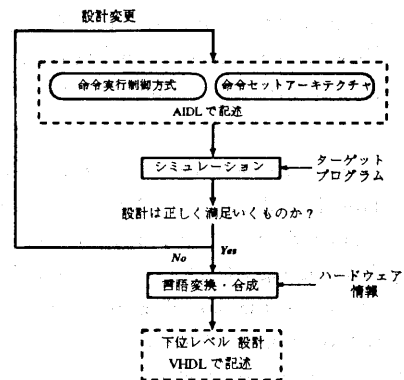 設計変更
命令実行制御方式
命令セットアーキテクチャ
AIDLで記述
シミュレーション
ターゲット
プログラム
設計は正しく満足いくものか?
No
Yes
言語変換・合成
ハードウェア
情報
下位レベル 設計
VHDLで記述